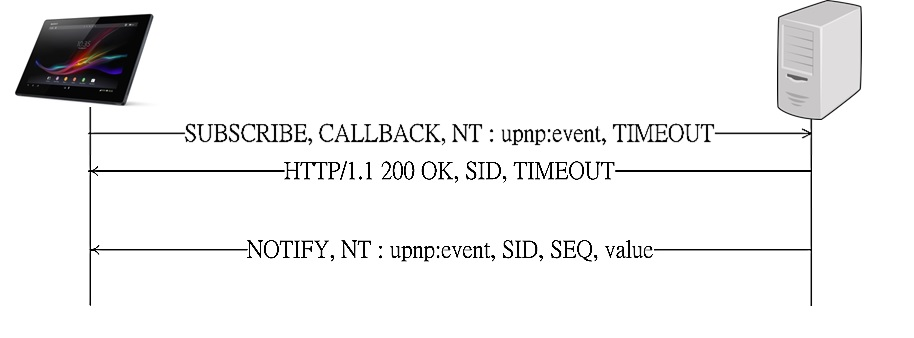 SUBSCRIBE, CALLBACK, NT : upnp:event, TIMEOUT
HTTP/1.1 200 OK, SID, TIMEOUT
NOTIFY, NT : upnp:event, SID, SEQ, value